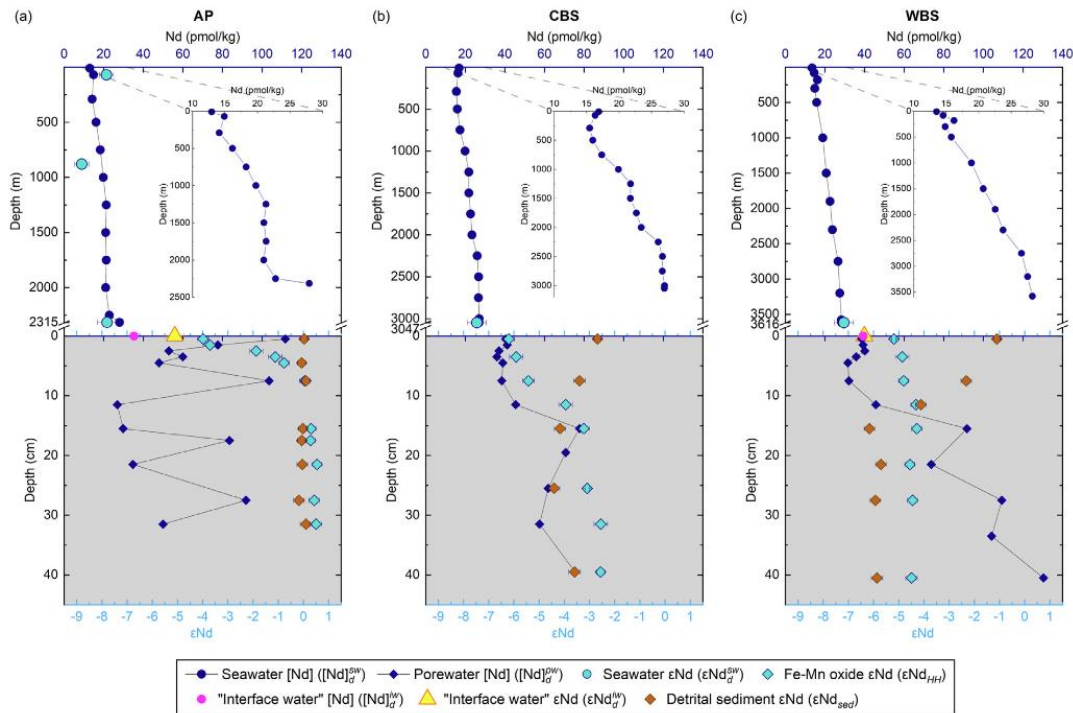 (a) AP
Nd (pmol/kg)
0 20 40 60 80 100 120 140
Nd (pmol/kg)
10 15 20 25 30
0
500
1000
1500
2000
2500
Depth (m)
500
1000
1500
2000
2315
Depth (m)
0
10
20
30
40
Depth (cm)
-9 -8 -7 -6 -5 -4 -3 -2 -1 0 1
εNd
(b) CBS
Nd (pmol/kg)
0 20 40 60 80 100 120 140
Nd (pmol/kg)
10 15 20 25 30
0
500
1000
1500
2000
2500
3000
Depth (m)
500
1000
1500
2000
2500
3000
3047
Depth (m)
0
10
20
30
40
Depth (cm)
-9 -8 -7 -6 -5 -4 -3 -2 -1 0 1
εNd
(c) WBS
Nd (pmol/kg)
0 20 40 60 80 100 120 140
Nd (pmol/kg)
10 15 20 25 30
0
500
1000
1500
2000
2500
3000
3500
Depth (m)
500
1000
1500
2000
2500
3000
3500
3616
Depth (m)
0
10
20
30
40
Depth (cm)
-9 -8 -7 -6 -5 -4 -3 -2 -1 0 1
εNd
Seawater [Nd] ([Nd]d^sw) Porewater [Nd] ([Nd]d^pw) Seawater εNd (εNdd^sw) Fe-Mn oxide εNd (εNdHH)
"Interface water" [Nd] ([Nd]d^iw) "Interface water" εNd (εNdd^iw) Detrital sediment εNd (εNdsed)